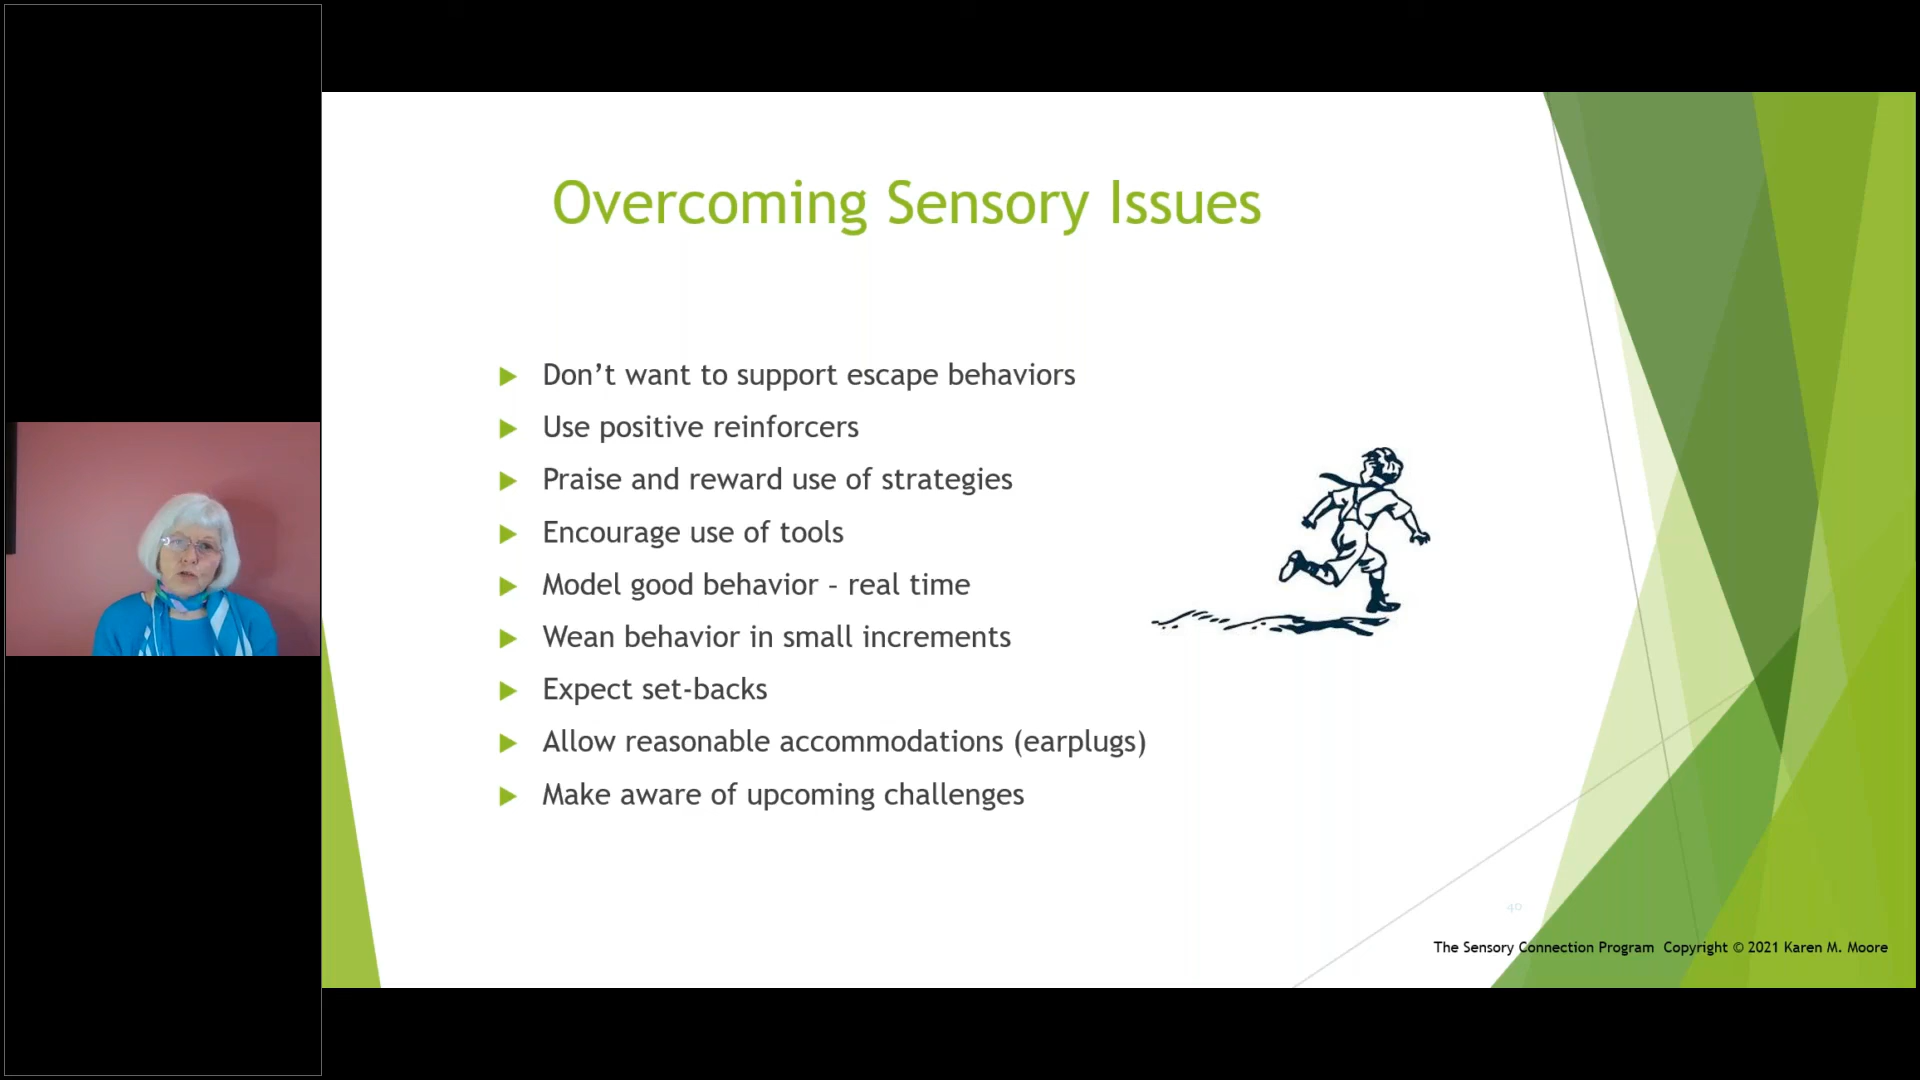 Overcoming Sensory Issues
Don’t want to support escape behaviors
Use positive reinforcers
Praise and reward use of strategies
Encourage use of tools
Model good behavior – real time
Wean behavior in small increments
Expect set-backs
Allow reasonable accommodations (earplugs)
Make aware of upcoming challenges
40
The Sensory Connection Program  Copyright © 2021 Karen M. Moore